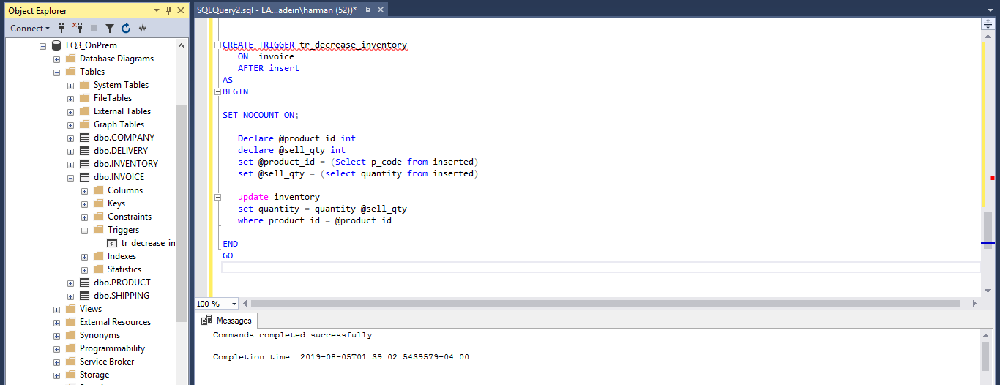 Object Explorer
SQLQuery2.sql - LA...adein\harman (52))*
Connect
EQ3_OnPrem
Database Diagrams
Tables
System Tables
FileTables
External Tables
Graph Tables
dbo.COMPANY
dbo.DELIVERY
dbo.INVENTORY
dbo.INVOICE
Columns
Keys
Constraints
Triggers
tr_decrease_in
Indexes
Statistics
dbo.PRODUCT
dbo.SHIPPING
Views
External Resources
Synonyms
Programmability
Service Broker
Storage
CREATE TRIGGER tr_decrease_inventory
ON  invoice
AFTER insert
AS
BEGIN
SET NOCOUNT ON;
Declare @product_id int
declare @sell_qty int
set @product_id = (Select p_code from inserted)
set @sell_qty = (select quantity from inserted)
update inventory
set quantity = quantity-@sell_qty
where product_id = @product_id
END
GO
100 %
Messages
Commands completed successfully.
Completion time: 2019-08-05T01:39:02.5439579-04:00